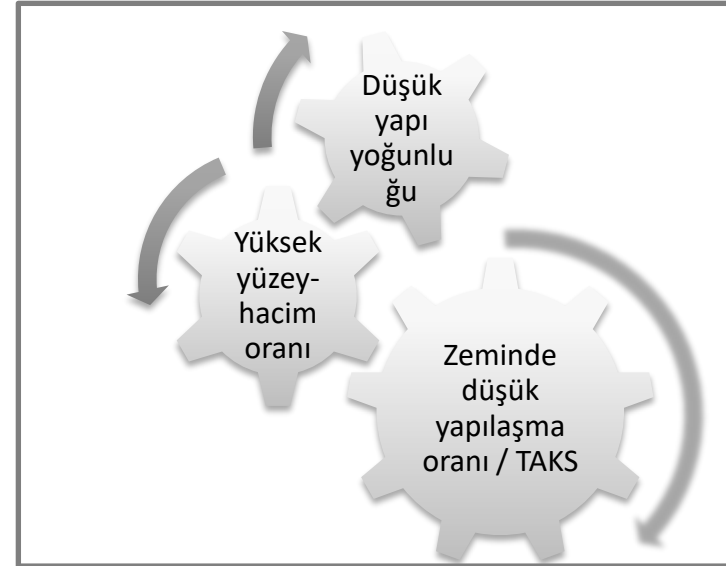 Düşük
yapı
yoğunlu
ğu
Yüksek
yüzey-
hacim
oranı
Zeminde
düşük
yapılaşma
oranı / TAKS